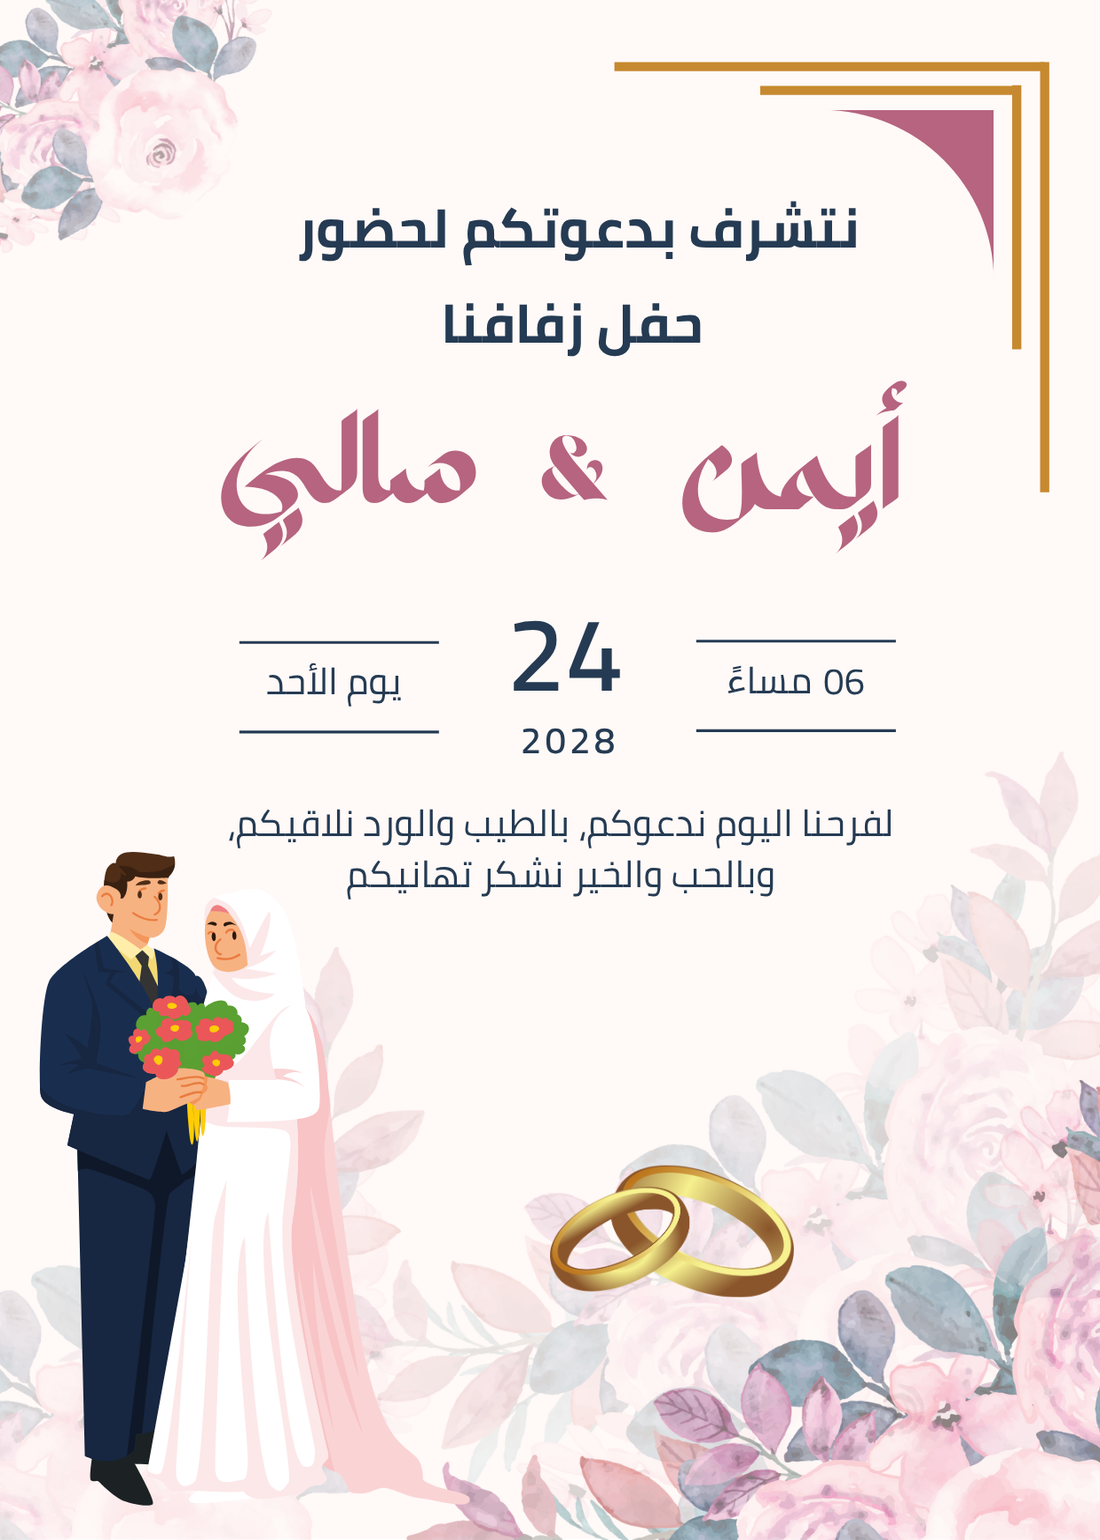 نتشرف بدعوتكم لحضور
حفل زفافنا
أيمن & سالي
06 مساءً
24
2028
يوم الأحد
لفرحنا اليوم ندعوكم، بالطيب والورد نلاقيكم،
وبالحب والخير نشكر تهانيكم